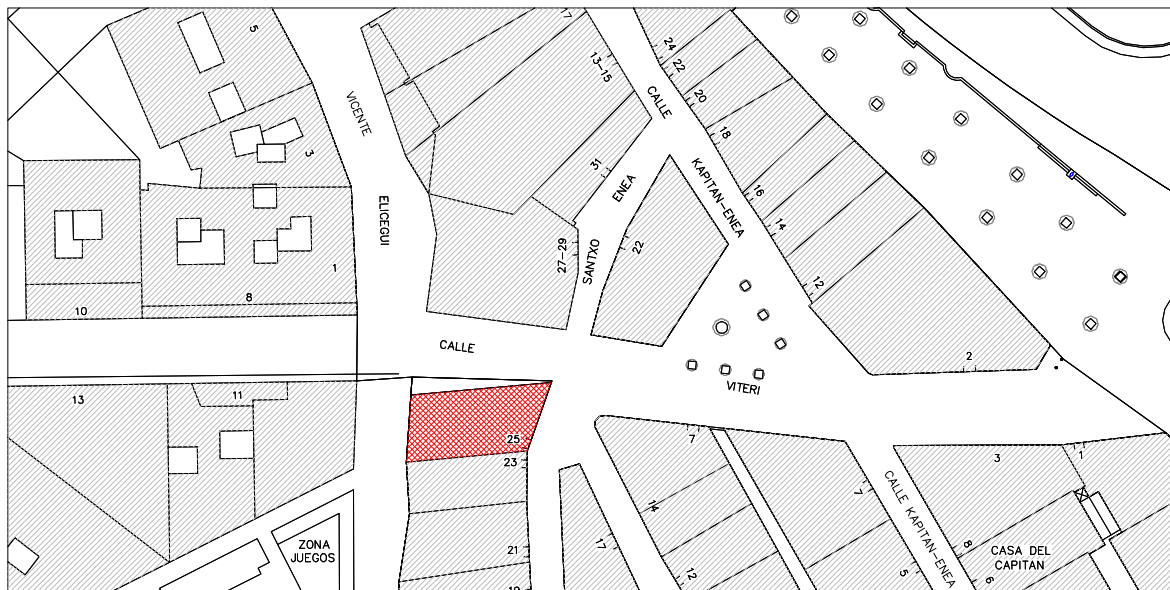 5
17
13-15
24
22
20
18
16
14
12
VICENTE
ELICEGUI
CALLE
KAPITAN-ENEA
3
31
ENEA
SANTXO
27-29
22
1
8
10
CALLE
VITERI
2
13
11
25
23
21
7
14
17
12
7
5
CALLE KAPITAN-ENEA
3
1
8
6
CASA DEL
CAPITAN
ZONA
JUEGOS